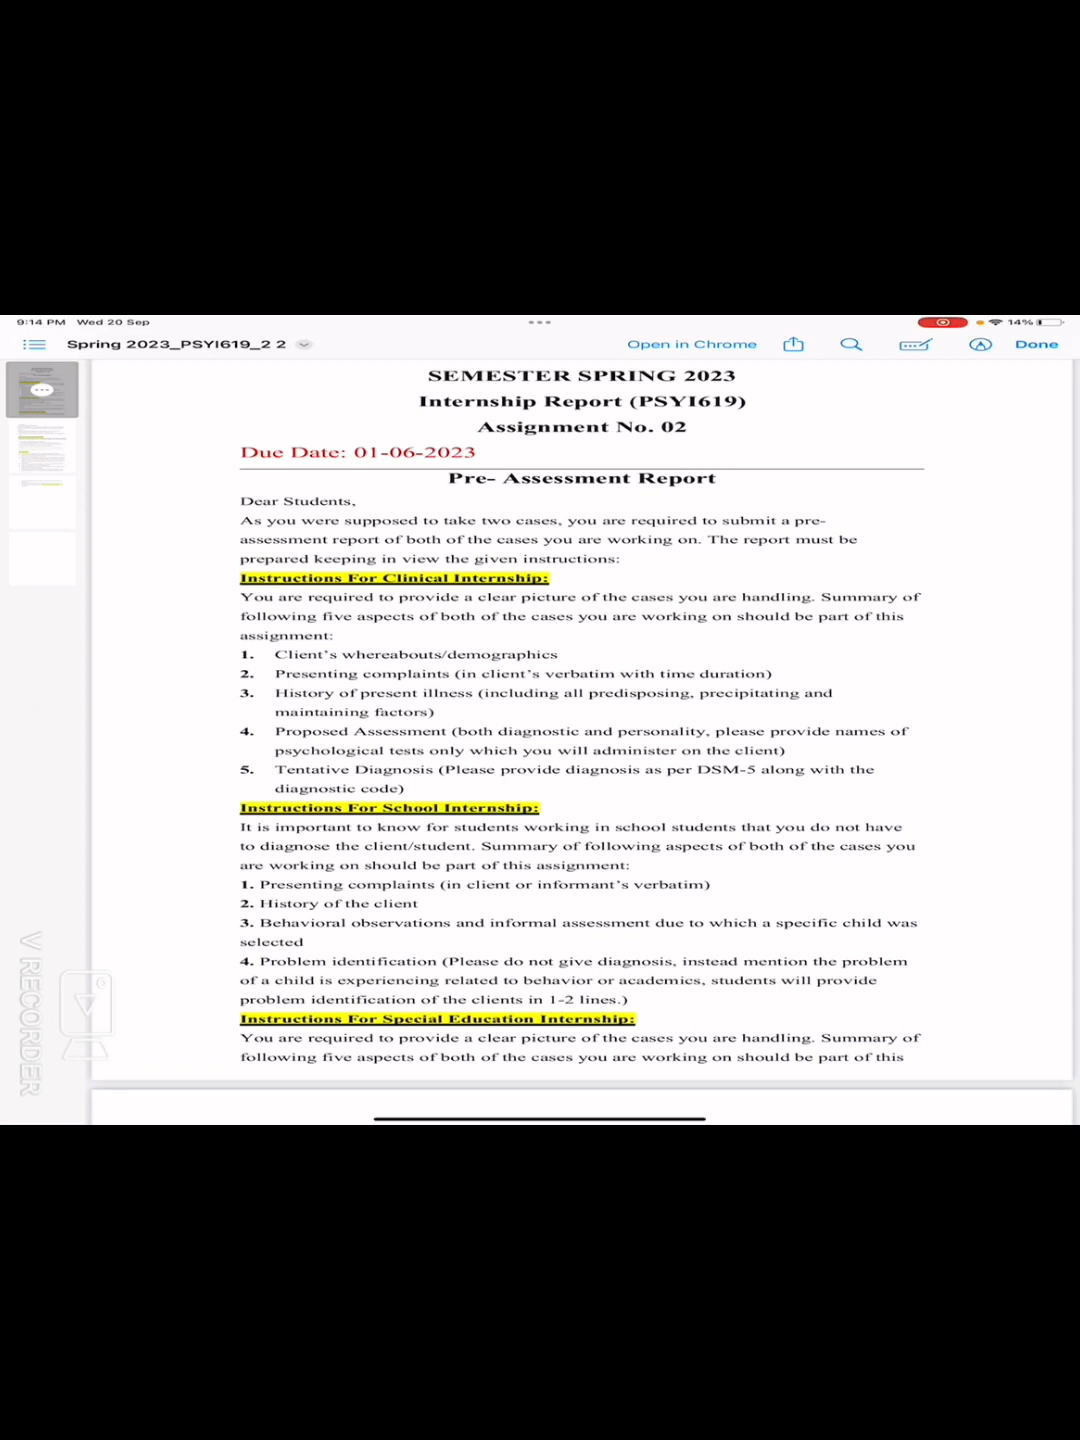 9:14 PM Wed 20 Sep
14%
Spring 2023_PSYI619_2 2
Open in Chrome
Done
SEMESTER SPRING 2023
Internship Report (PSYI619)
Assignment No. 02
Due Date: 01-06-2023
Pre- Assessment Report
Dear Students,
As you were supposed to take two cases, you are required to submit a pre-
assessment report of both of the cases you are working on. The report must be
prepared keeping in view the given instructions:
Instructions For Clinical Internship:
You are required to provide a clear picture of the cases you are handling. Summary of
following five aspects of both of the cases you are working on should be part of this
assignment:
1. Client's whereabouts/demographics
2. Presenting complaints (in client's verbatim with time duration)
3. History of present illness (including all predisposing, precipitating and
maintaining factors)
4. Proposed Assessment (both diagnostic and personality, please provide names of
psychological tests only which you will administer on the client)
5. Tentative Diagnosis (Please provide diagnosis as per DSM-5 along with the
diagnostic code)
Instructions For School Internship:
It is important to know for students working in school students that you do not have
to diagnose the client/student. Summary of following aspects of both of the cases you
are working on should be part of this assignment:
1. Presenting complaints (in client or informant's verbatim)
2. History of the client
3. Behavioral observations and informal assessment due to which a specific child was
selected
4. Problem identification (Please do not give diagnosis, instead mention the problem
of a child is experiencing related to behavior or academics, students will provide
problem identification of the clients in 1-2 lines.)
Instructions For Special Education Internship:
You are required to provide a clear picture of the cases you are handling. Summary of
following five aspects of both of the cases you are working on should be part of this
V RECORDER